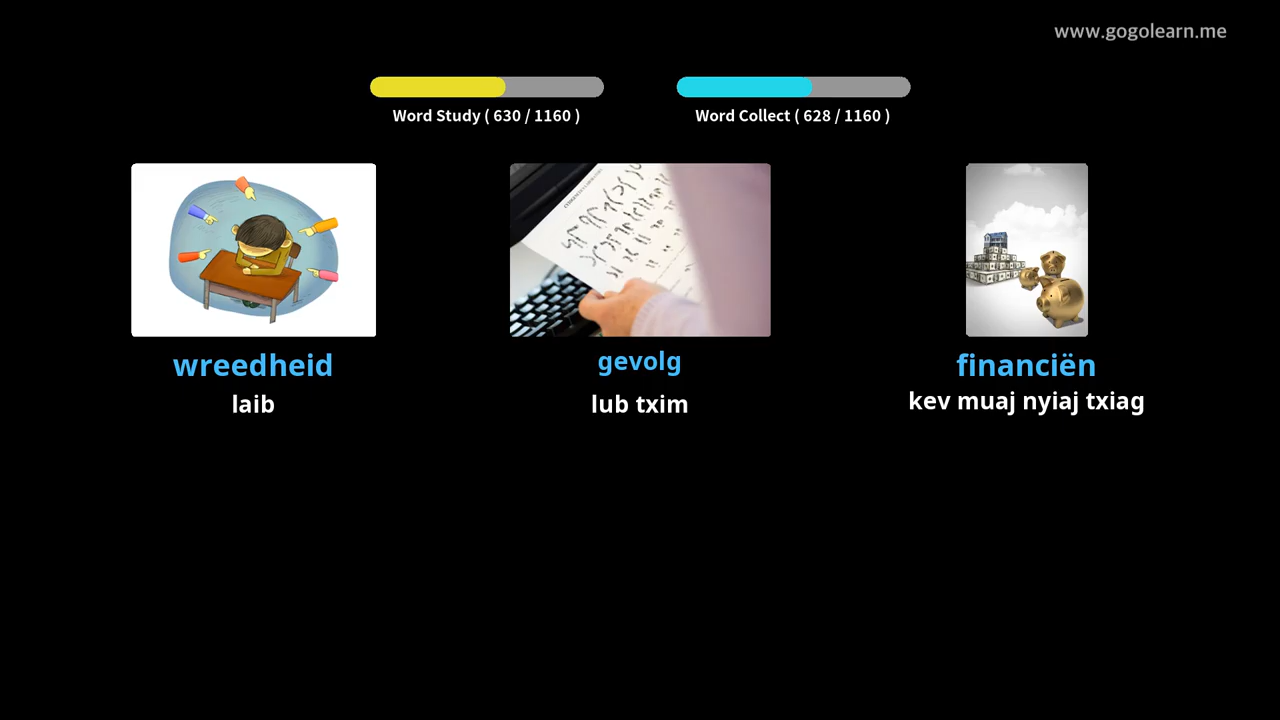 www.gogolearn.me
Word Study ( 630 / 1160 )
Word Collect ( 628 / 1160 )
wreedheid
gevolg
financiën
laib
lub txim
kev muaj nyiaj txiag